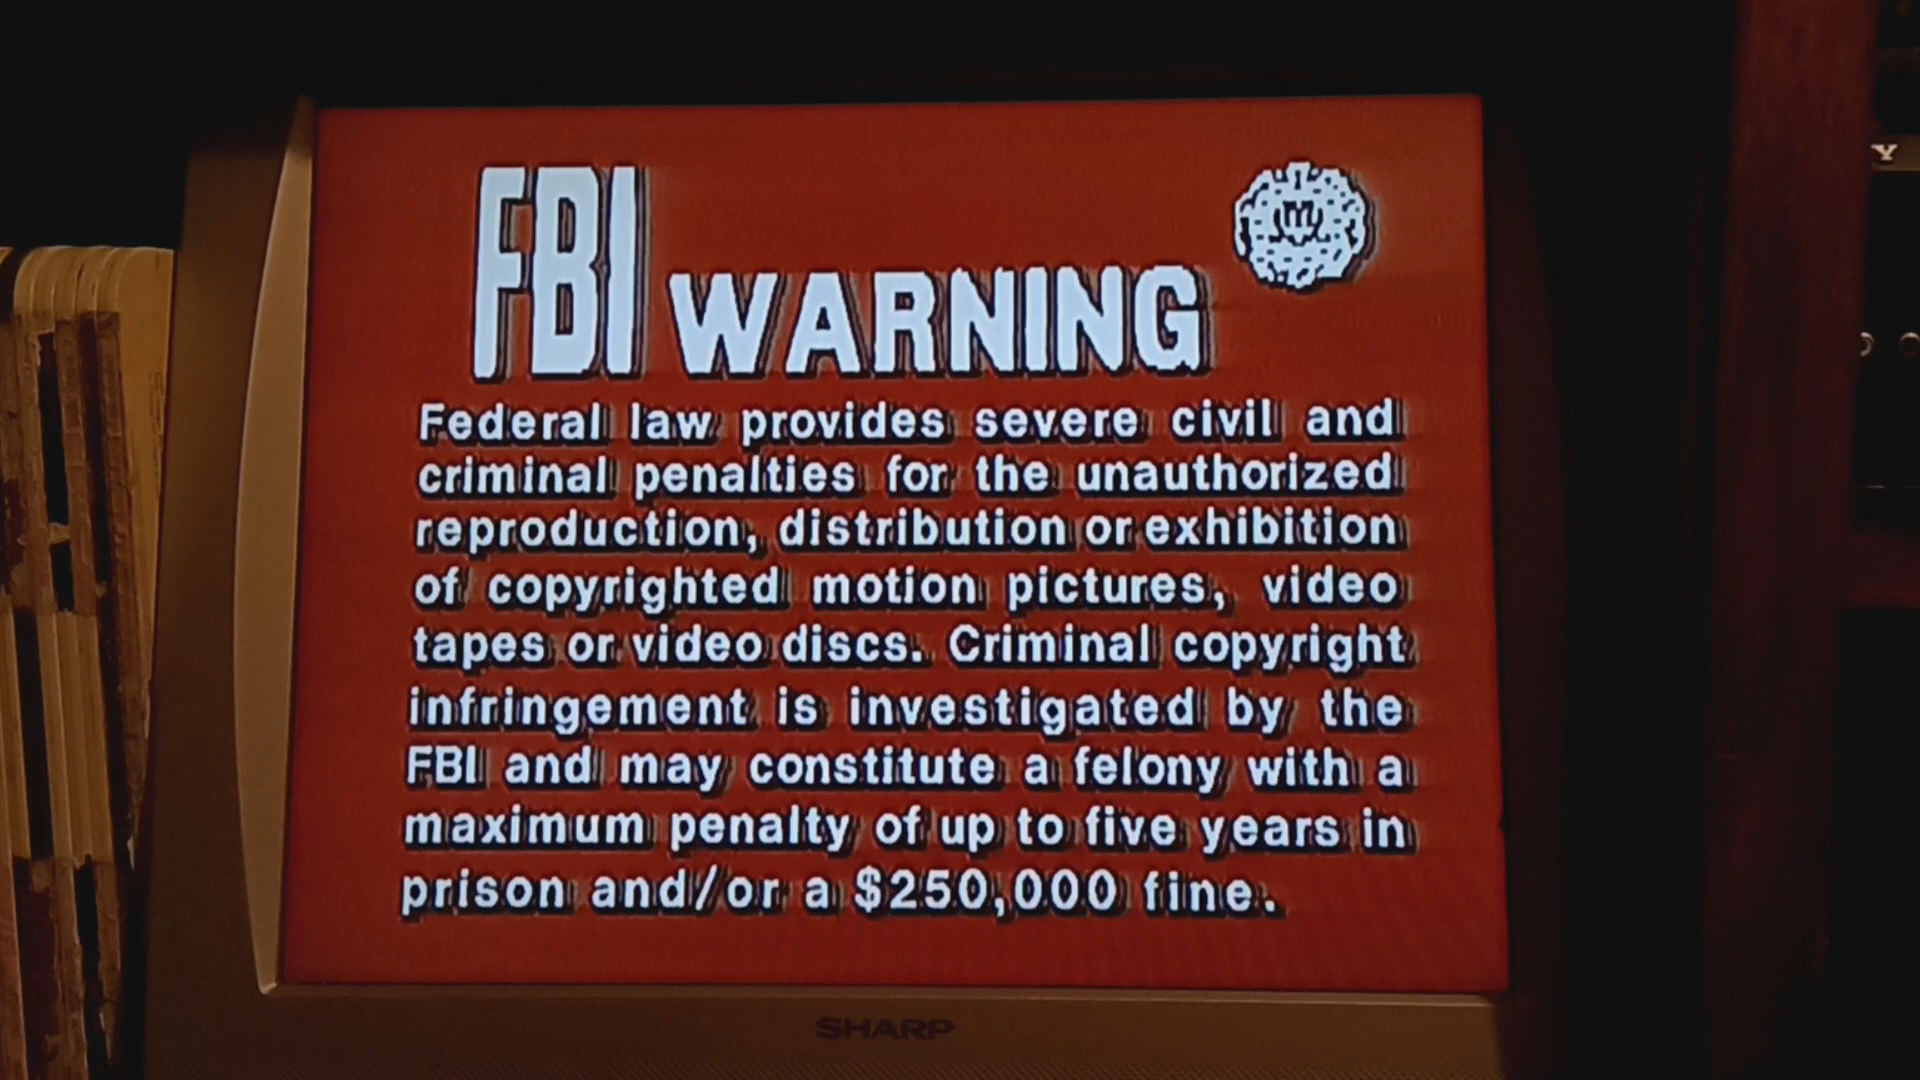 FBI WARNING
Federal law provides severe civil and
criminal penalties for the unauthorized
reproduction, distribution or exhibition
of copyrighted motion pictures, video
tapes or video discs. Criminal copyright
infringement is investigated by the
FBI and may constitute a felony with a
maximum penalty of up to five years in
prison and/or a $250,000 fine.
SHARP
Y